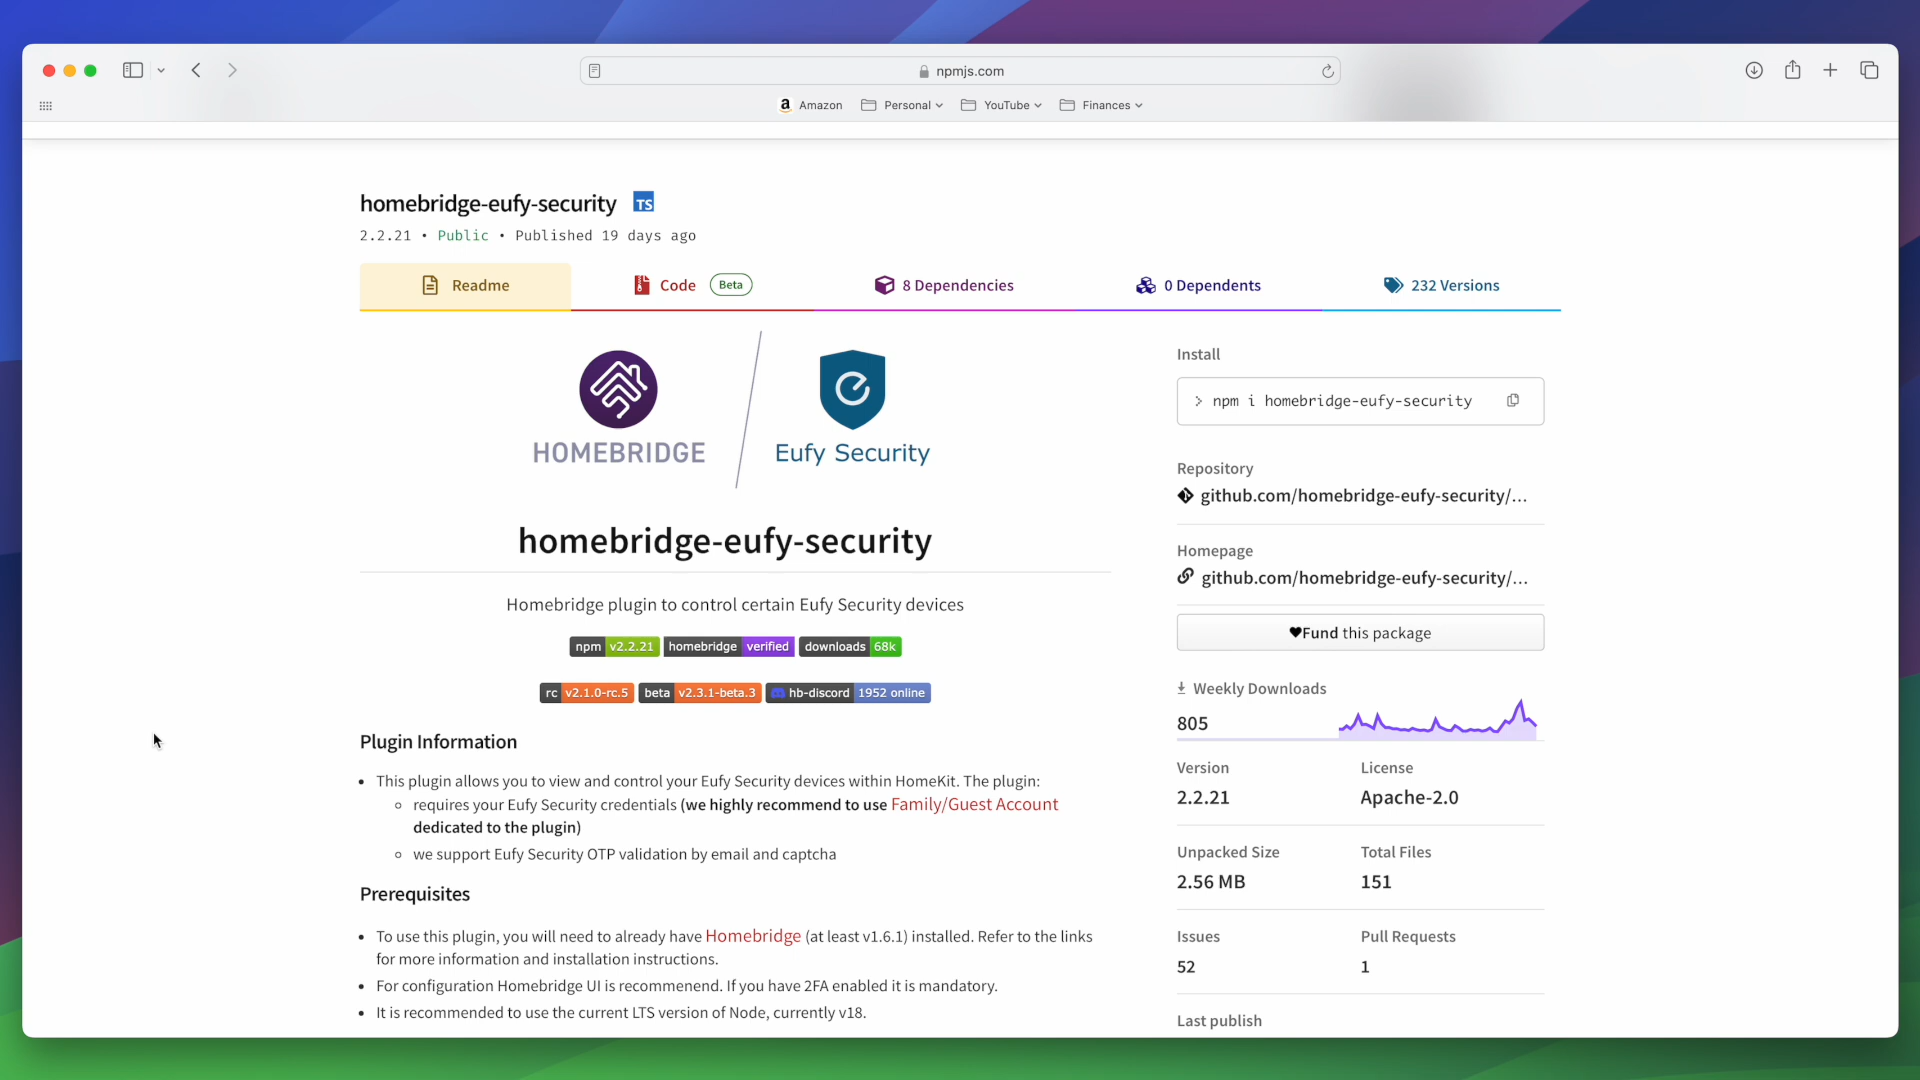 npmjs.com
Amazon Personal YouTube Finances
homebridge-eufy-security TS
2.2.21 • Public • Published 19 days ago
Readme
Code Beta
8 Dependencies
0 Dependents
232 Versions
HOMEBRIDGE
Eufy Security
homebridge-eufy-security
Homebridge plugin to control certain Eufy Security devices
npm v2.2.21 homebridge verified downloads 68k
rc v2.1.0-rc.5 beta v2.3.1-beta.3 hb-discord 1952 online
Plugin Information
• This plugin allows you to view and control your Eufy Security devices within HomeKit. The plugin:
requires your Eufy Security credentials (we highly recommend to use Family/Guest Account
dedicated to the plugin)
we support Eufy Security OTP validation by email and captcha
Prerequisites
• To use this plugin, you will need to already have Homebridge (at least v1.6.1) installed. Refer to the links
for more information and installation instructions.
• For configuration Homebridge UI is recommenend. If you have 2FA enabled it is mandatory.
• It is recommended to use the current LTS version of Node, currently v18.
Install
> npm i homebridge-eufy-security
Repository
github.com/homebridge-eufy-security/...
Homepage
github.com/homebridge-eufy-security/...
♥Fund this package
Weekly Downloads
805
Version License
2.2.21 Apache-2.0
Unpacked Size Total Files
2.56 MB 151
Issues Pull Requests
52 1
Last publish